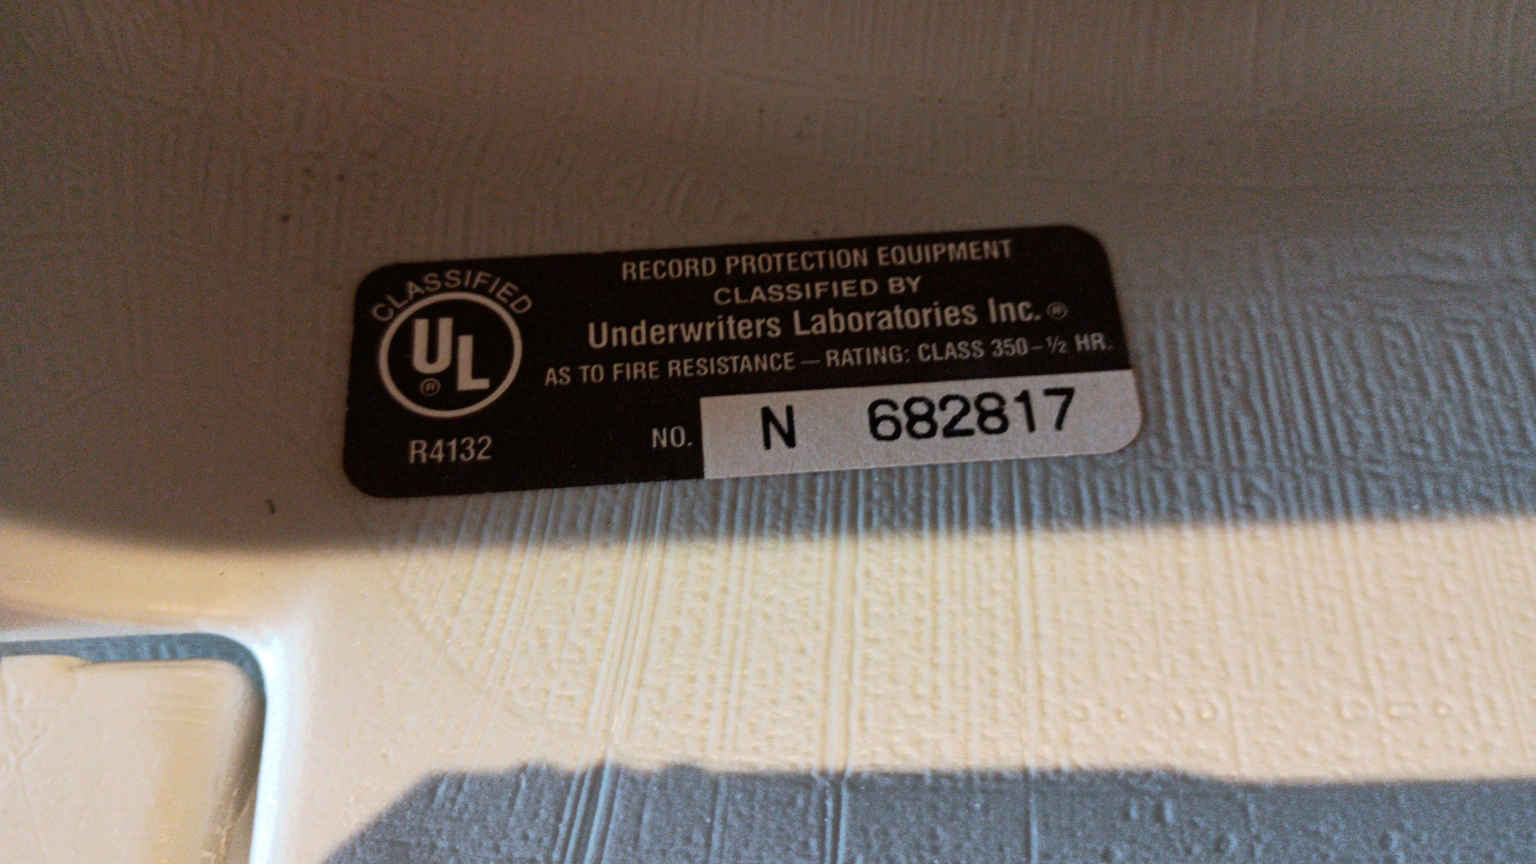 CLASSIFIED
UL®
R4132
RECORD PROTECTION EQUIPMENT
CLASSIFIED BY
Underwriters Laboratories Inc.®
AS TO FIRE RESISTANCE — RATING: CLASS 350-½ HR.
NO. N 682817